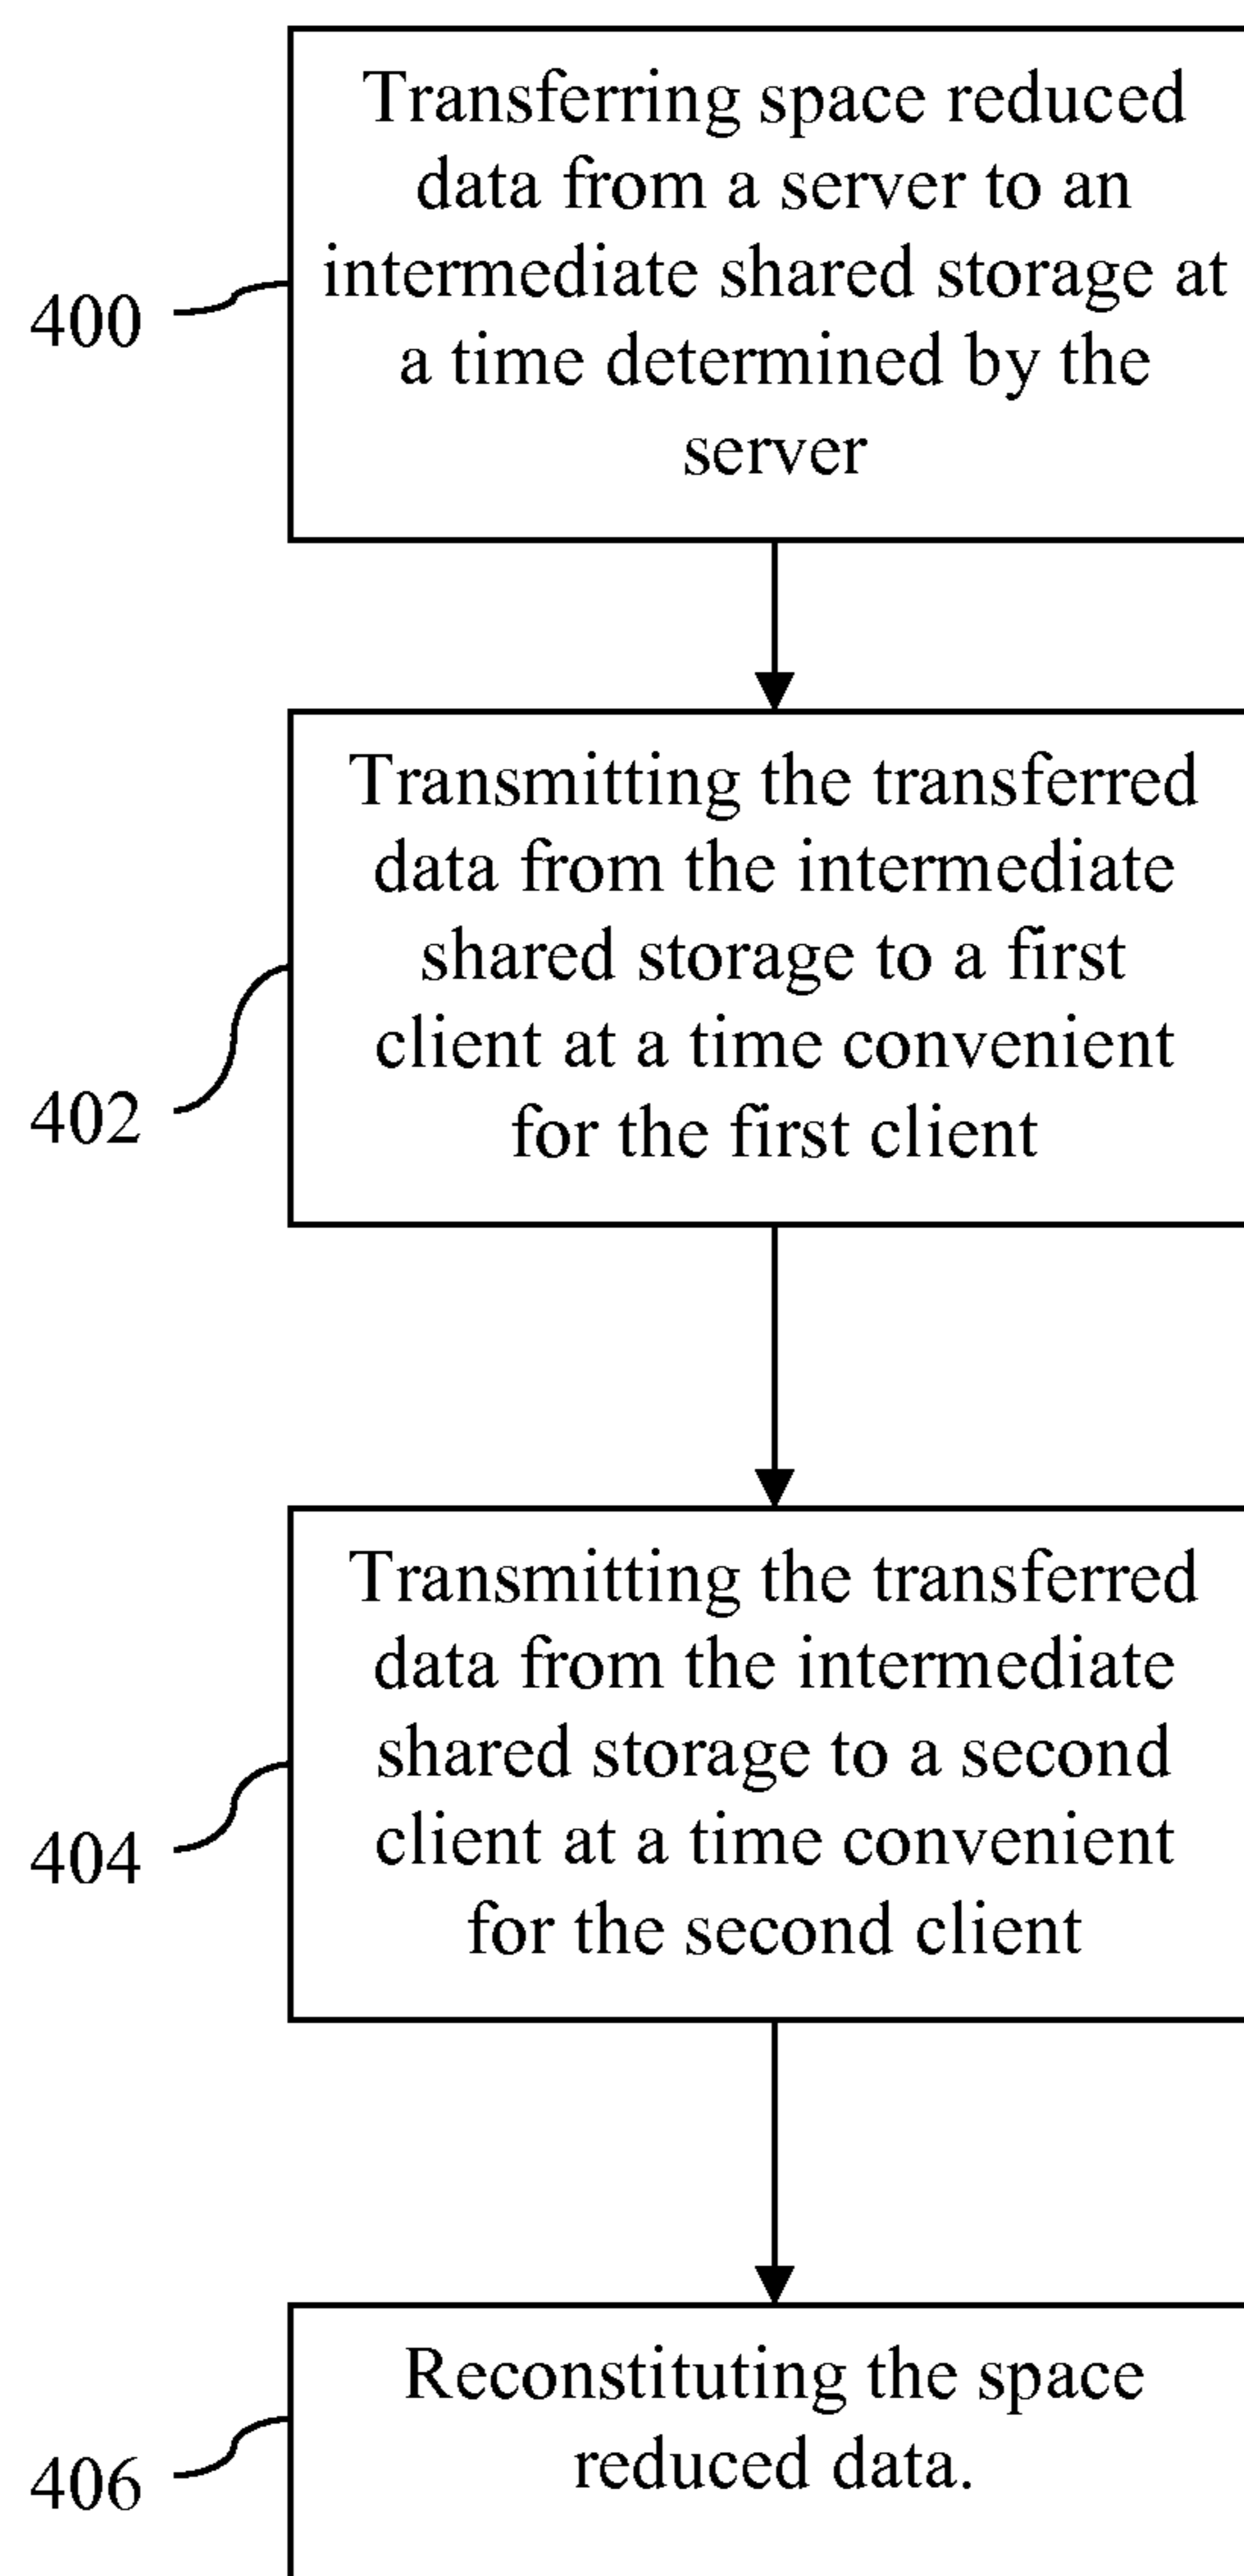 Transferring space reduced
data from a server to an
intermediate shared storage at
a time determined by the
server
400
Transmitting the transferred
data from the intermediate
shared storage to a first
client at a time convenient
for the first client
402
Transmitting the transferred
data from the intermediate
shared storage to a second
client at a time convenient
for the second client
404
Reconstituting the space
reduced data.
406